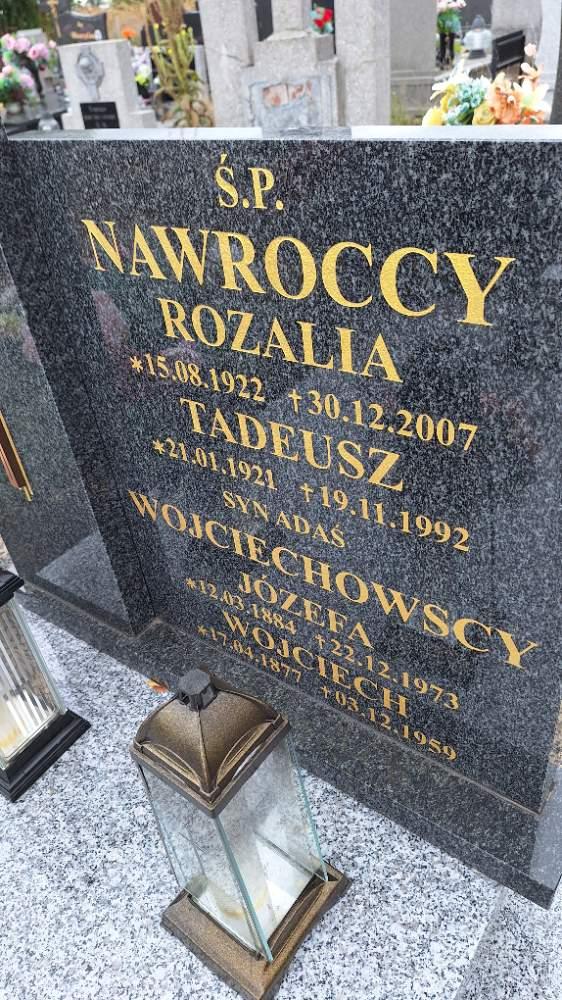 Ś.P.
NAWROCCY
ROZALIA
*15.08.1922 †30.12.2007
TADEUSZ
*21.01.1921 †19.11.1992
SYN ADAŚ
WOJCIECHOWSCY
JÓZEFA
*12.03.1884 †22.12.1973
WOJCIECH
*17.04.1877 †03.12.1959